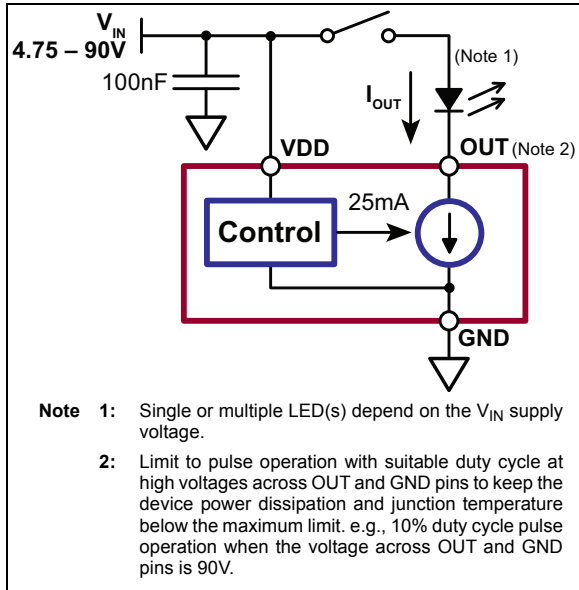 V_IN
4.75 – 90V
100nF
(Note 1)
I_OUT
VDD
OUT (Note 2)
25mA
Control
GND
Note 1: Single or multiple LED(s) depend on the V_IN supply
voltage.
2: Limit to pulse operation with suitable duty cycle at
high voltages across OUT and GND pins to keep the
device power dissipation and junction temperature
below the maximum limit. e.g., 10% duty cycle pulse
operation when the voltage across OUT and GND
pins is 90V.